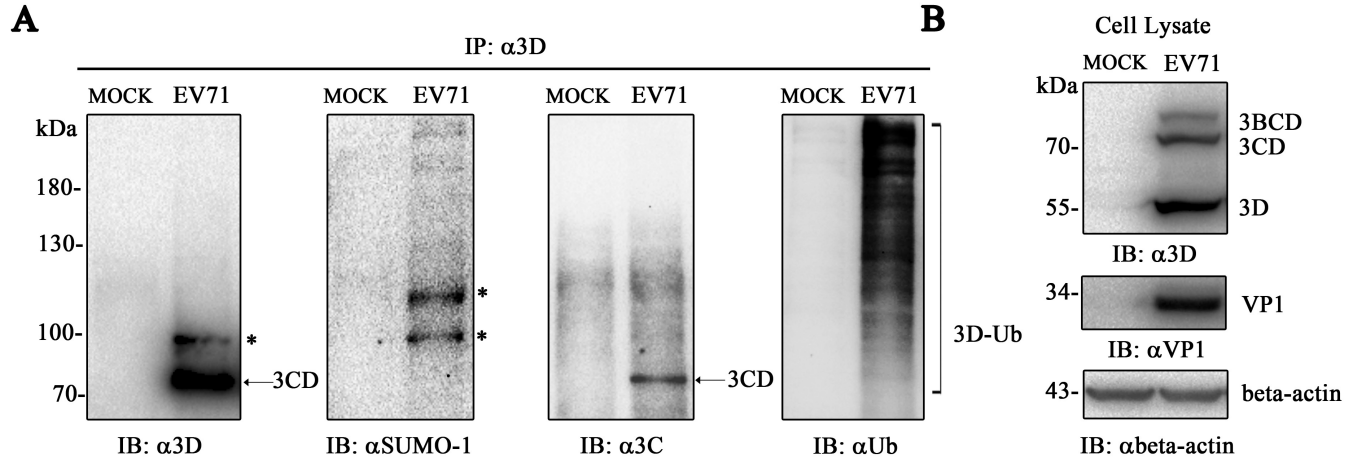 A
IP: α3D
MOCK EV71
MOCK EV71
MOCK EV71
MOCK EV71
kDa
180-
130-
100-
70-
*
3CD
*
*
3CD
3D-Ub
IB: α3D
IB: αSUMO-1
IB: α3C
IB: αUb
B
Cell Lysate
MOCK EV71
kDa
70-
55-
3BCD
3CD
3D
IB: α3D
34-
VP1
IB: αVP1
43-
beta-actin
IB: αbeta-actin